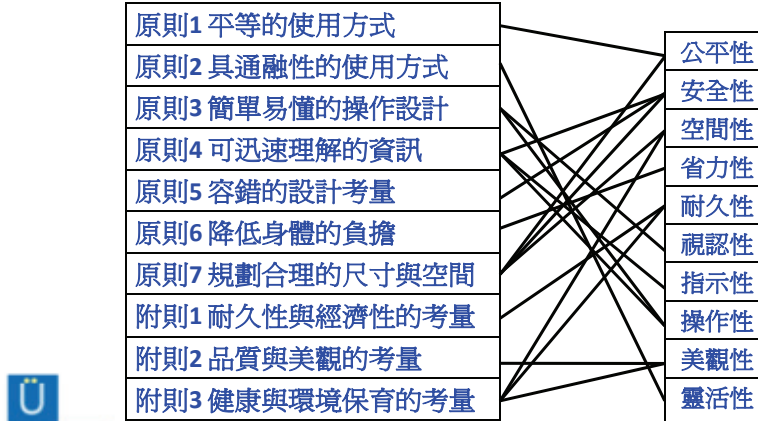 原則1 平等的使用方式
原則2 具通融性的使用方式
原則3 簡單易懂的操作設計
原則4 可迅速理解的資訊
原則5 容錯的設計考量
原則6 降低身體的負擔
原則7 規劃合理的尺寸與空間
附則1 耐久性與經濟性的考量
附則2 品質與美觀的考量
附則3 健康與環境保育的考量
公平性
安全性
空間性
省力性
耐久性
視認性
指示性
操作性
美觀性
靈活性
Ü